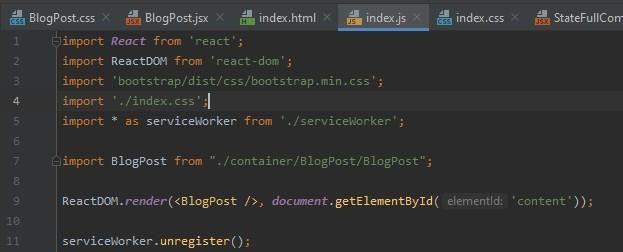 BlogPost.css BlogPost.jsx index.html index.js index.css StateFullCom
1 import React from 'react';
2 import ReactDOM from 'react-dom';
3 import 'bootstrap/dist/css/bootstrap.min.css';
4 import './index.css';
5 import * as serviceWorker from './serviceWorker';
6
7 import BlogPost from "./container/BlogPost/BlogPost";
8
9 ReactDOM.render(<BlogPost />, document.getElementById( elementId: 'content'));
10
11 serviceWorker.unregister();